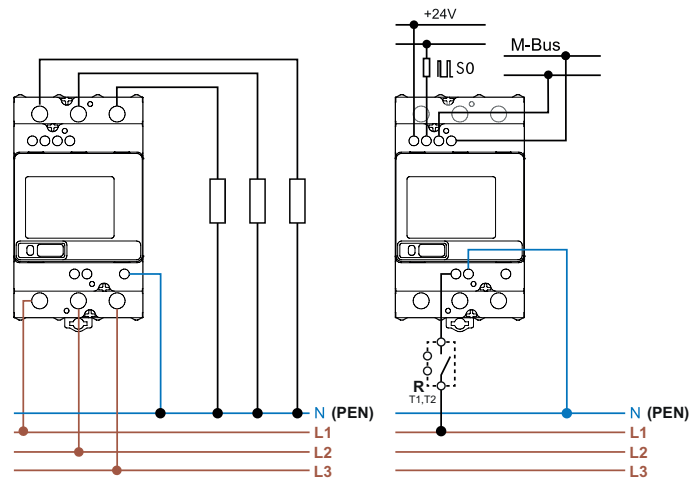 +24V
S0
M-Bus
R
T1,T2
N (PEN)
L1
L2
L3
N (PEN)
L1
L2
L3